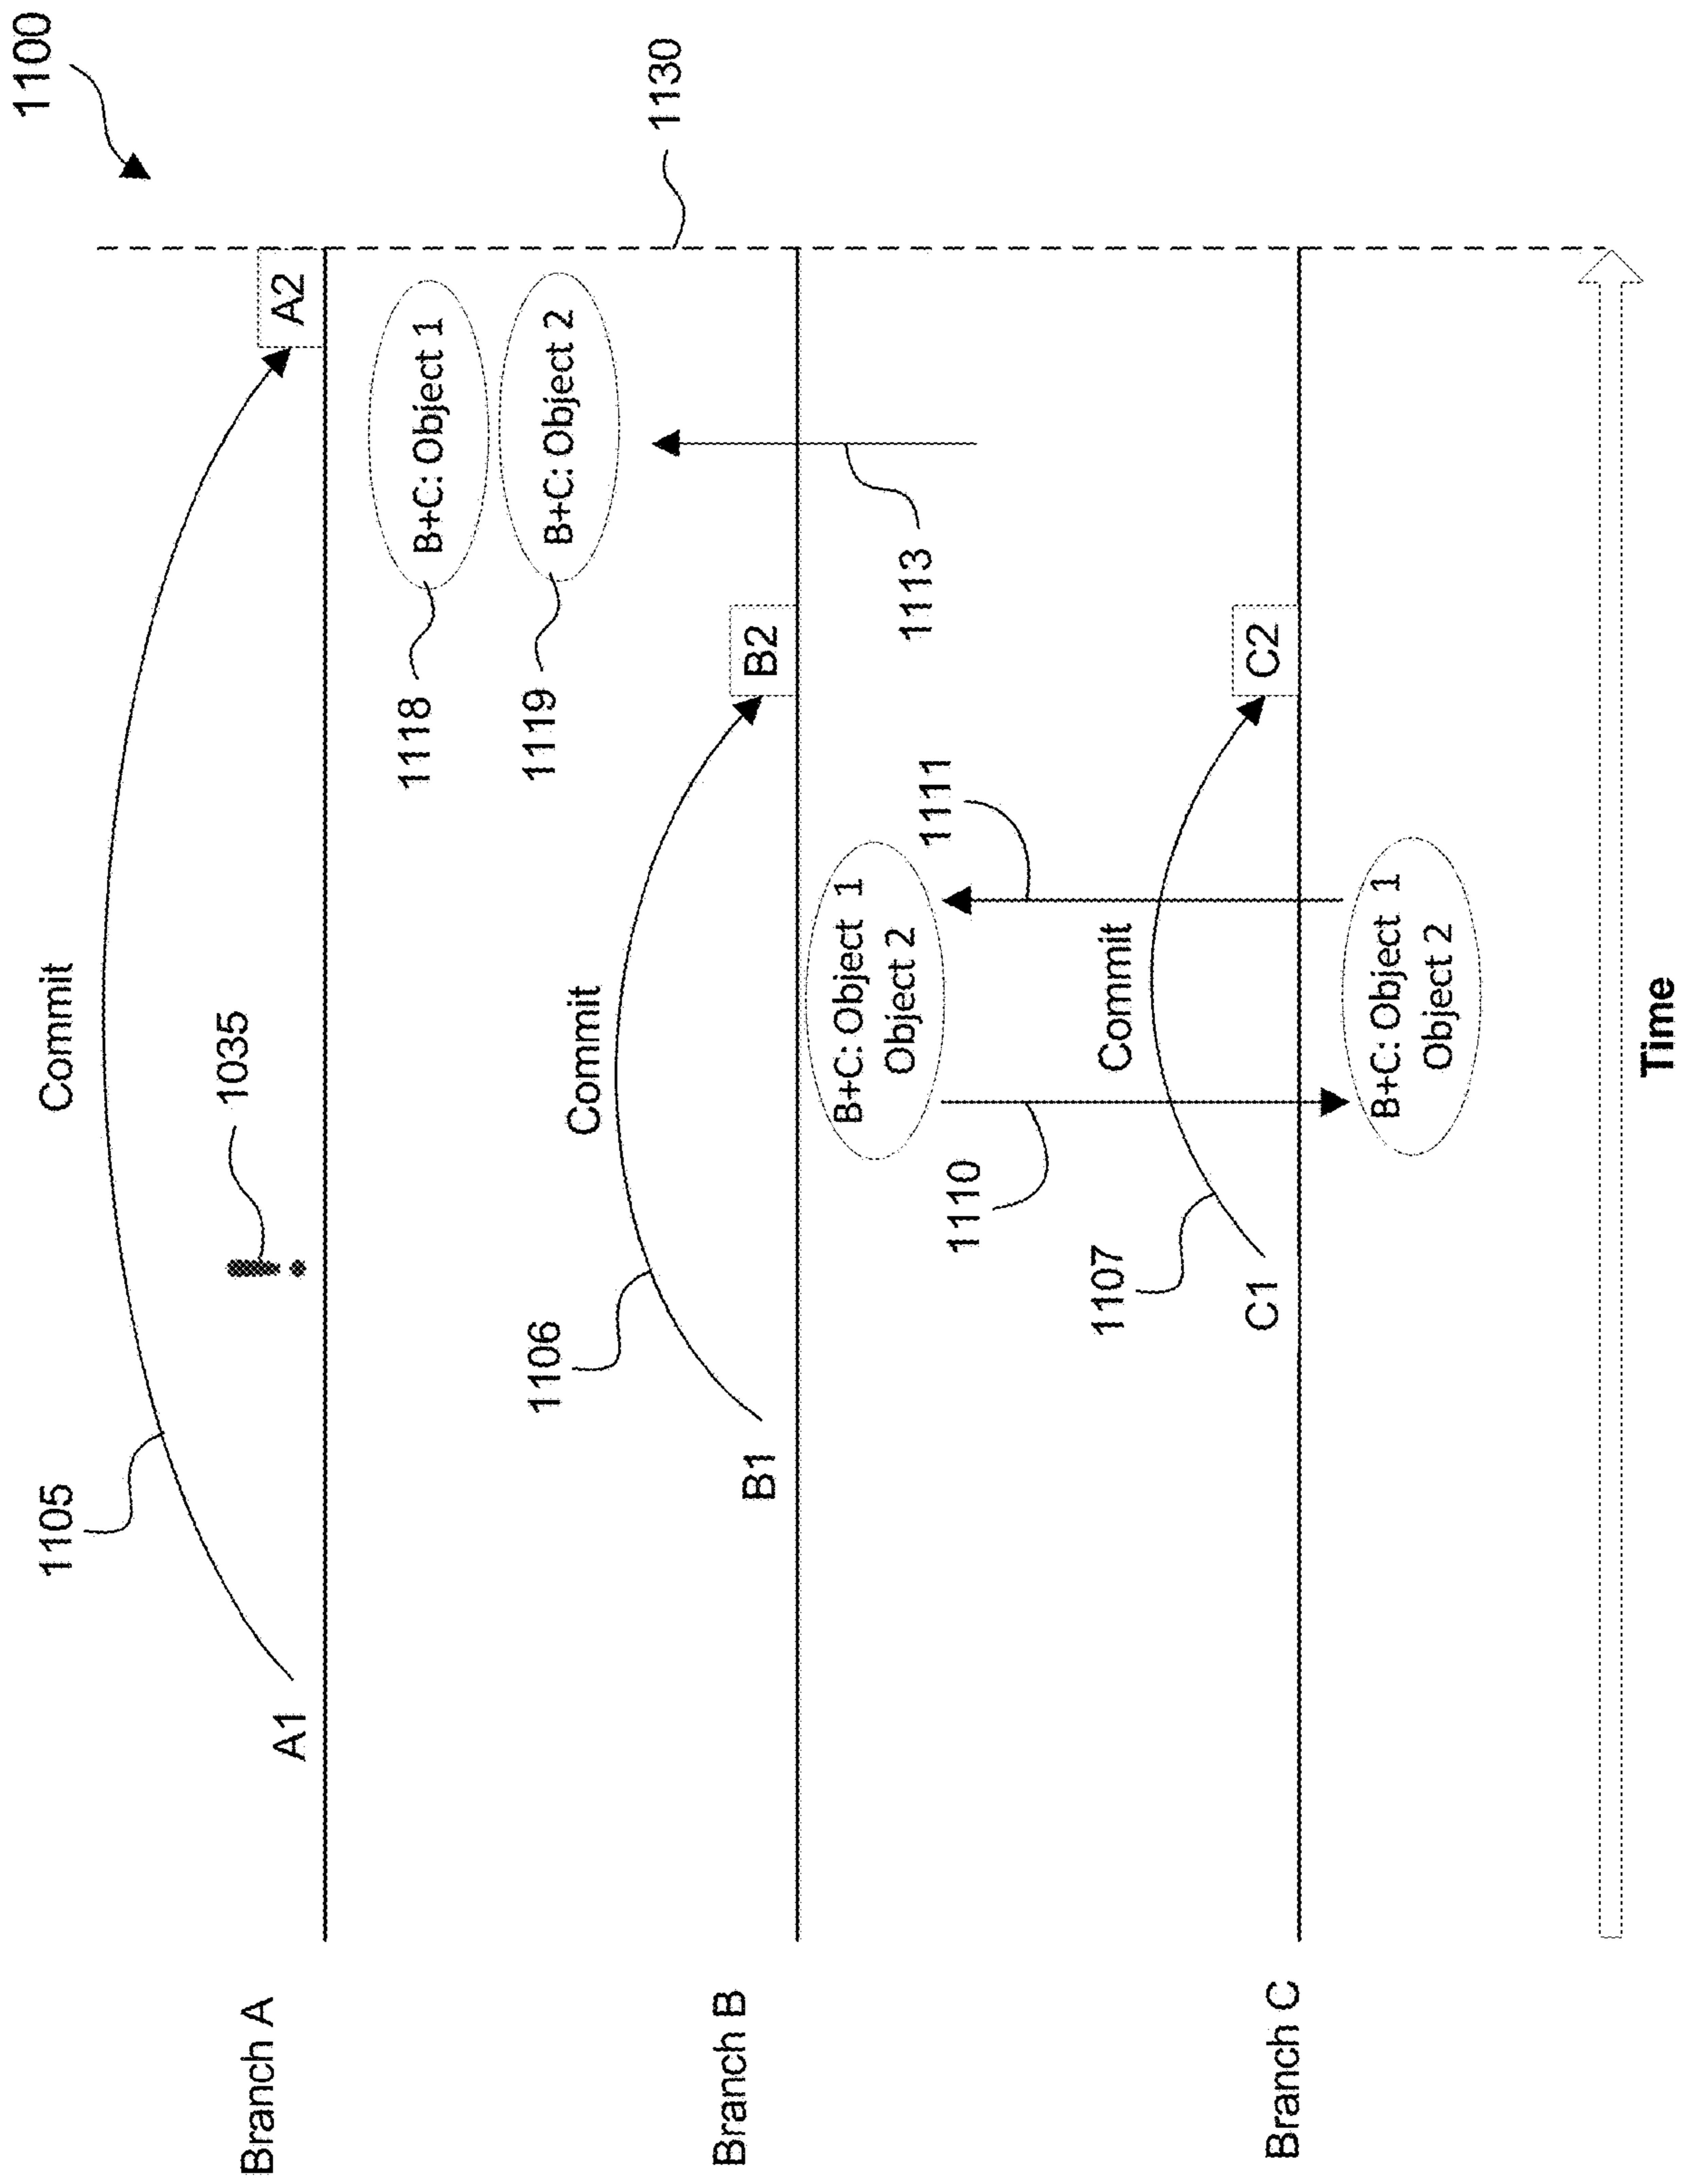 1100
Commit
1105
1035
A1
A2
Branch A
1130
B+C: Object 1
B+C: Object 2
1118
1119
Commit
1106
B1
B2
Branch B
1113
B+C: Object 1
Object 2
1111
1110
Commit
1107
C1
C2
Branch C
B+C: Object 1
Object 2
Time